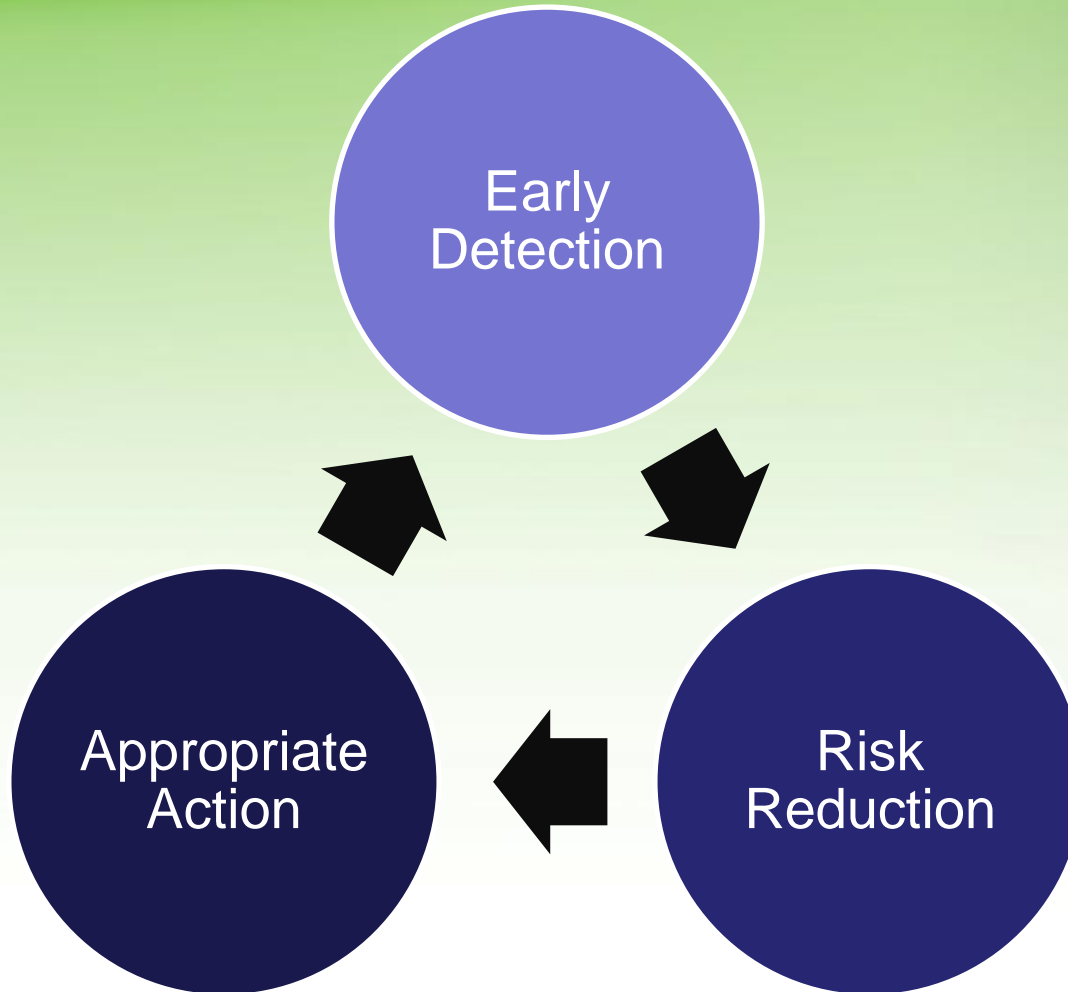 Early
Detection
Risk
Reduction
Appropriate
Action